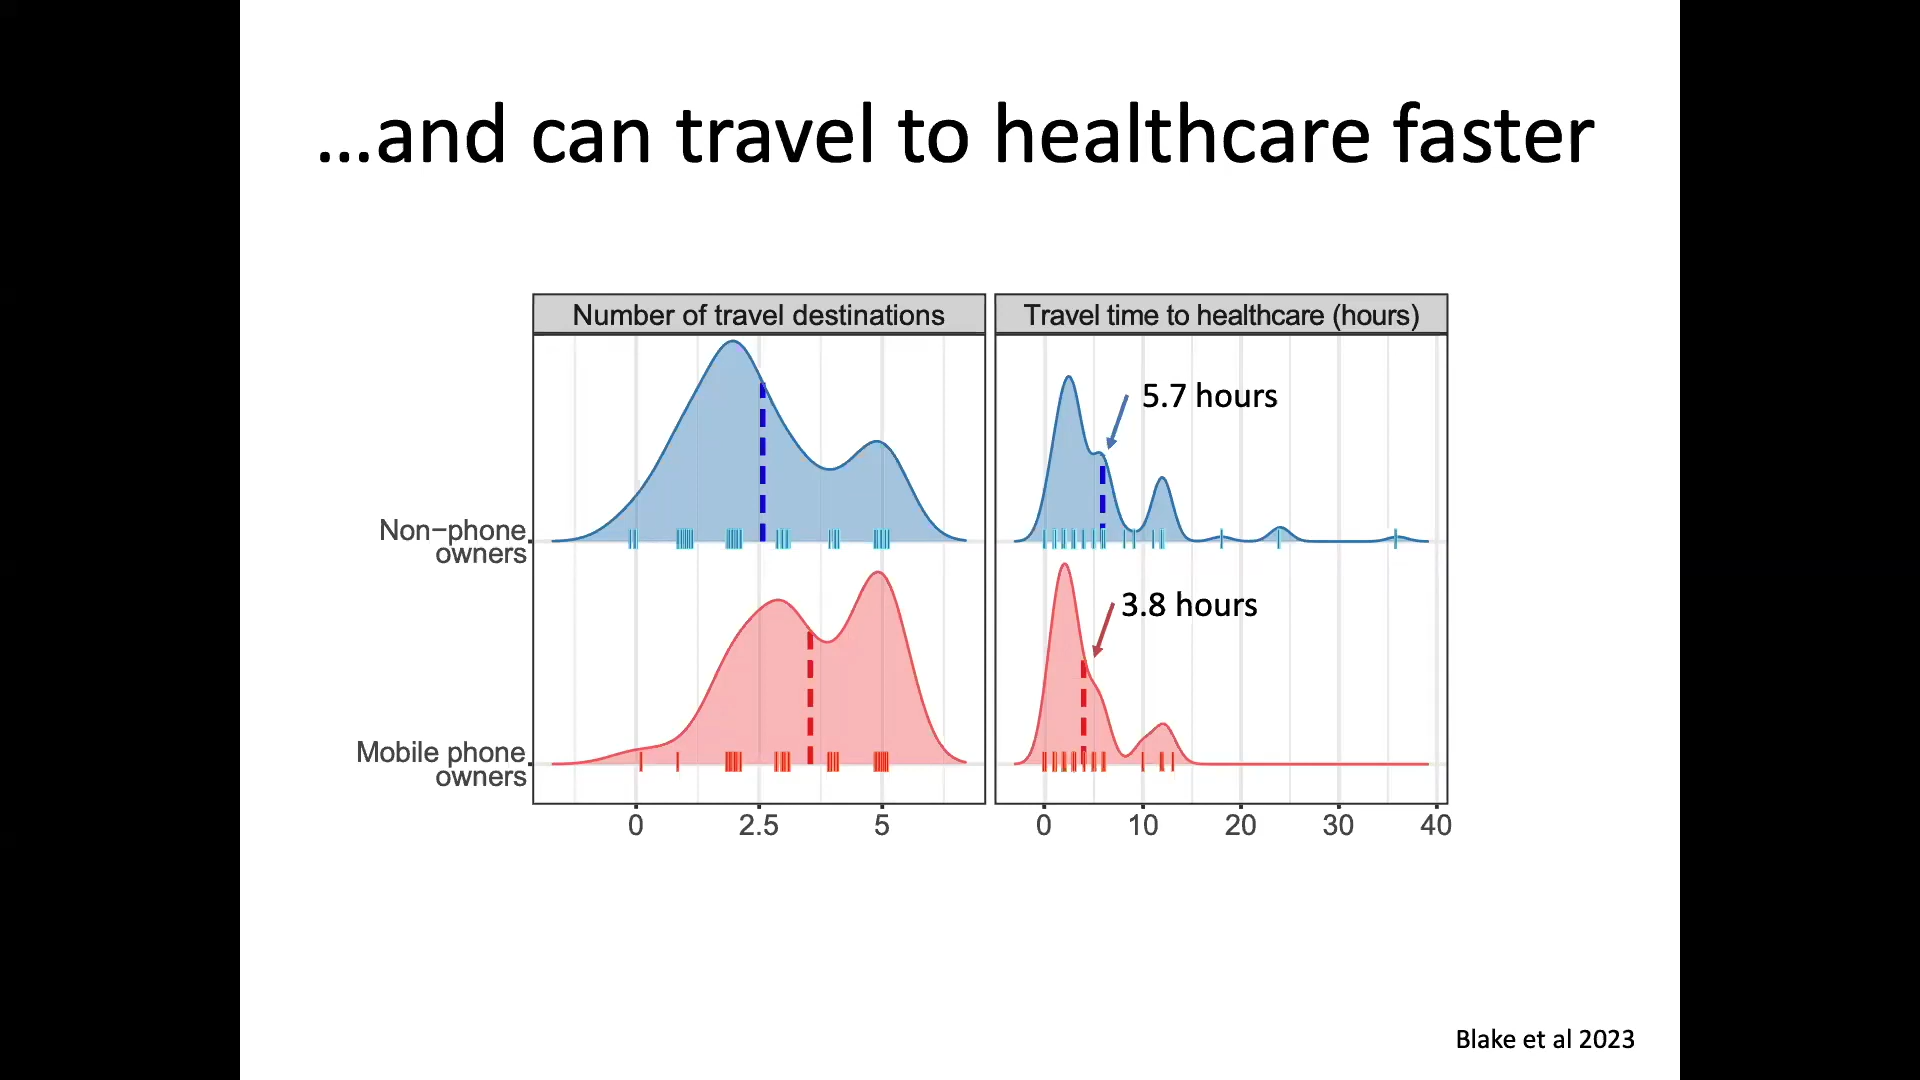 …and can travel to healthcare faster
Number of travel destinations
Travel time to healthcare (hours)
5.7 hours
Non−phone
owners
3.8 hours
Mobile phone
owners
0 2.5 5
0 10 20 30 40
Blake et al 2023